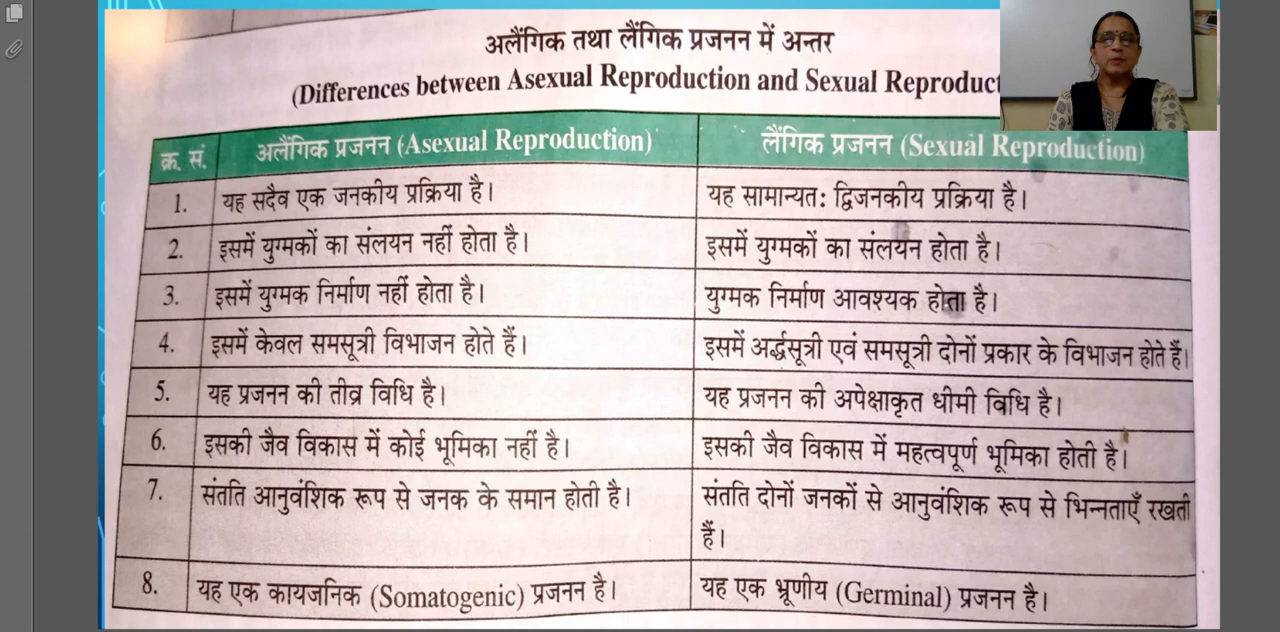 अलैंगिक तथा लैंगिक प्रजनन में अन्तर
(Differences between Asexual Reproduction and Sexual
क्र. सं. अलैंगिक प्रजनन (Asexual Reproduction) लैंगिक प्रजनन (Sexual Reproduction)
1. यह सदैव एक जनकीय प्रक्रिया है। यह सामान्यत: द्विजनकीय प्रक्रिया है।
2. इसमें युग्मकों का संलयन नहीं होता है। इसमें युग्मकों का संलयन होता है।
3. इसमें युग्मक निर्माण नहीं होता है। युग्मक निर्माण आवश्यक होता है।
4. इसमें केवल समसूत्री विभाजन होते हैं। इसमें अर्द्धसूत्री एवं समसूत्री दोनों प्रकार के विभाजन होते हैं।
5. यह प्रजनन की तीव्र विधि है। यह प्रजनन की अपेक्षाकृत धीमी विधि है।
6. इसकी जैव विकास में कोई भूमिका नहीं है। इसकी जैव विकास में महत्वपूर्ण भूमिका होती है।
7. संतति आनुवंशिक रूप से जनक के समान होती है। संतति दोनों जनकों से आनुवंशिक रूप से भिन्नताएँ रखती
हैं।
8. यह एक कायजनिक (Somatogenic) प्रजनन है। यह एक भ्रूणीय (Germinal) प्रजनन है।